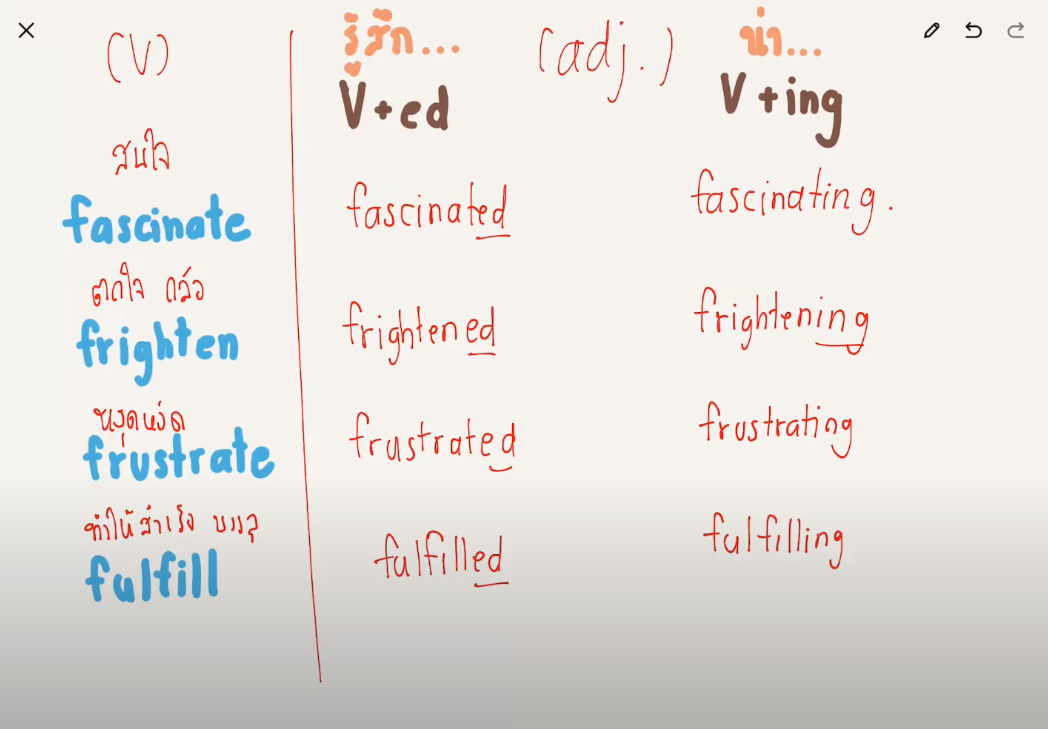 (V) รู้สึก... (adj.) น่า...
V+ed V+ing
สนใจ
fascinate fascinated fascinating.
ตกใจ กลัว
frighten frightened frightening
หงุดหงิด
frustrate frustrated frustrating
ทำให้สำเร็จ บรรลุ
fulfill fulfilled fulfilling